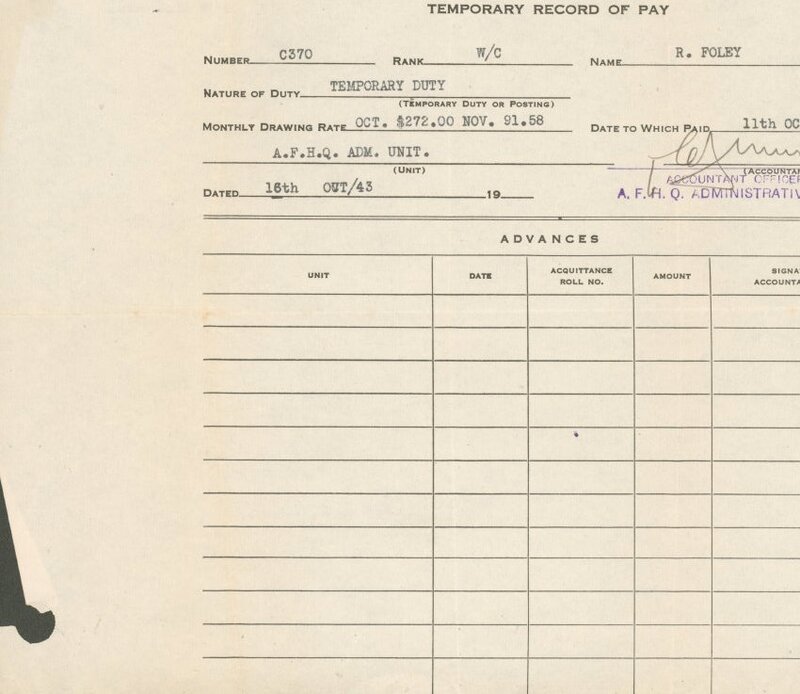 TEMPORARY RECORD OF PAY
NUMBER C370 RANK W/C NAME R. FOLEY
NATURE OF DUTY TEMPORARY DUTY
(TEMPORARY DUTY OR POSTING)
MONTHLY DRAWING RATE OCT. $272.00 NOV. 91.58 DATE TO WHICH PAID 11th OC
A.F.H.Q. ADM. UNIT.
(UNIT) (ACCOUNTAN
ACCOUNTANT OFFICER
DATED 16th OUT/43 19 A. F. H. Q. ADMINISTRATIV
ADVANCES
UNIT DATE ACQUITTANCE ROLL NO. AMOUNT SIGNA
ACCOUNTA